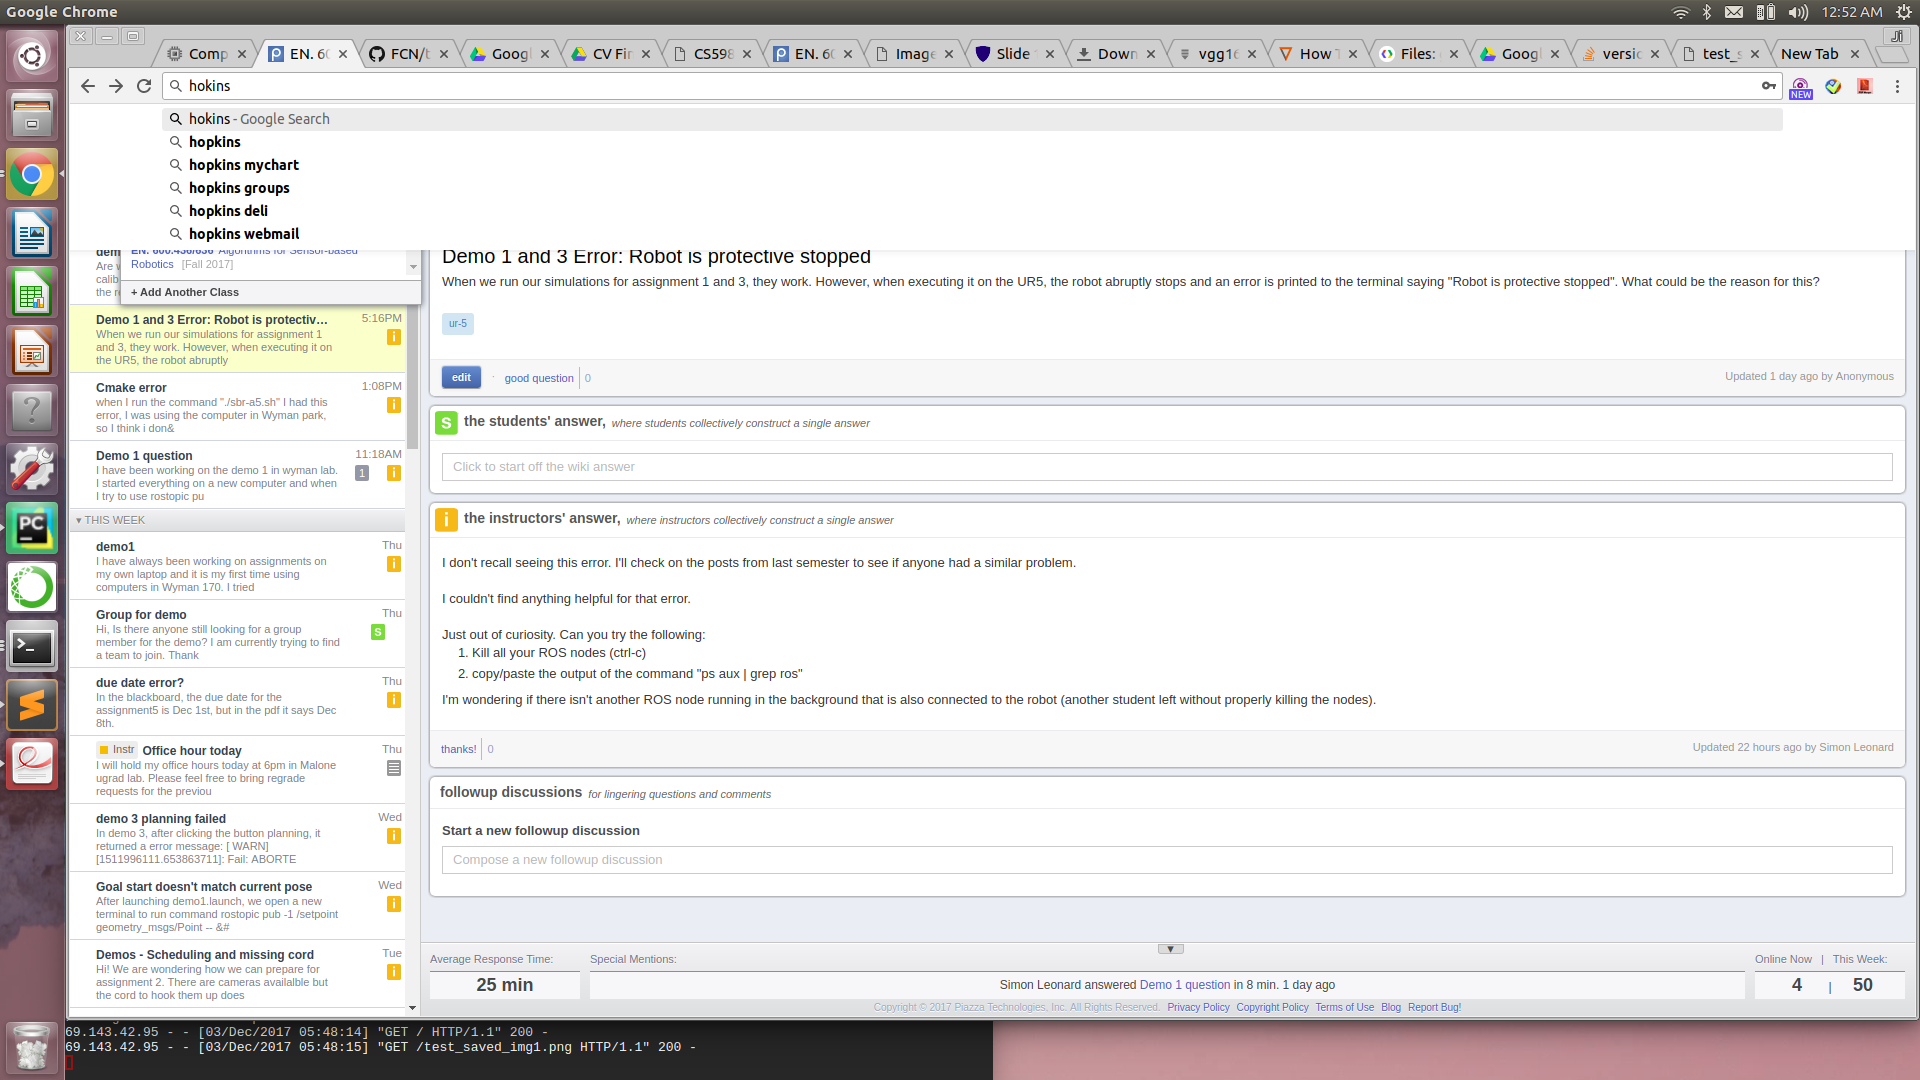 Google Chrome
12:52 AM
Comp
EN. 60
FCN/t
Googl
CV Fin
CS598
EN. 60
Image
Slide
Down
vgg16
How T
Files:
Googl
versic
test_s
New Tab
Ji
hokins
NEW
hokins - Google Search
hopkins
hopkins mychart
hopkins groups
hopkins deli
hopkins webmail
EN. 600.436/636 Algorithms for Sensor-based
Robotics [Fall 2017]
+ Add Another Class
dem
Are w
calib
the re
Demo 1 and 3 Error: Robot is protectiv…
5:16PM
When we run our simulations for assignment 1
and 3, they work. However, when executing it on
the UR5, the robot abruptly
i
Cmake error
1:08PM
when I run the command "./sbr-a5.sh" I had this
error, I was using the computer in Wyman park,
so I think i don&
i
Demo 1 question
11:18AM
I have been working on the demo 1 in wyman lab.
I started everything on a new computer and when
I try to use rostopic pu
1
i
THIS WEEK
demo1
Thu
I have always been working on assignments on
my own laptop and it is my first time using
computers in Wyman 170. I tried
i
Group for demo
Thu
Hi, Is there anyone still looking for a group
member for the demo? I am currently trying to find
a team to join. Thank
S
due date error?
Thu
In the blackboard, the due date for the
assignment5 is Dec 1st, but in the pdf it says Dec
8th.
i
Instr Office hour today
Thu
I will hold my office hours today at 6pm in Malone
ugrad lab. Please feel free to bring regrade
requests for the previou
demo 3 planning failed
Wed
In demo 3, after clicking the button planning, it
returned a error message: [ WARN]
[1511996111.653863711]: Fail: ABORTE
i
Goal start doesn't match current pose
Wed
After launching demo1.launch, we open a new
terminal to run command rostopic pub -1 /setpoint
geometry_msgs/Point -- &#
i
Demos - Scheduling and missing cord
Tue
Hi! We are wondering how we can prepare for
assignment 2. There are cameras availalble but
the cord to hook them up does
i
Demo 1 and 3 Error: Robot is protective stopped
When we run our simulations for assignment 1 and 3, they work. However, when executing it on the UR5, the robot abruptly stops and an error is printed to the terminal saying "Robot is protective stopped". What could be the reason for this?
ur-5
edit · good question 0
Updated 1 day ago by Anonymous
S the students' answer, where students collectively construct a single answer
Click to start off the wiki answer
i the instructors' answer, where instructors collectively construct a single answer
I don't recall seeing this error. I'll check on the posts from last semester to see if anyone had a similar problem.
I couldn't find anything helpful for that error.
Just out of curiosity. Can you try the following:
1. Kill all your ROS nodes (ctrl-c)
2. copy/paste the output of the command "ps aux | grep ros"
I'm wondering if there isn't another ROS node running in the background that is also connected to the robot (another student left without properly killing the nodes).
thanks! 0
Updated 22 hours ago by Simon Leonard
followup discussions for lingering questions and comments
Start a new followup discussion
Compose a new followup discussion
Average Response Time:
Special Mentions:
Online Now | This Week:
25 min
Simon Leonard answered Demo 1 question in 8 min. 1 day ago
4 | 50
Copyright © 2017 Piazza Technologies, Inc. All Rights Reserved. Privacy Policy Copyright Policy Terms of Use Blog Report Bug!
69.143.42.95 - - [03/Dec/2017 05:48:14] "GET / HTTP/1.1" 200 -
69.143.42.95 - - [03/Dec/2017 05:48:15] "GET /test_saved_img1.png HTTP/1.1" 200 -
PC